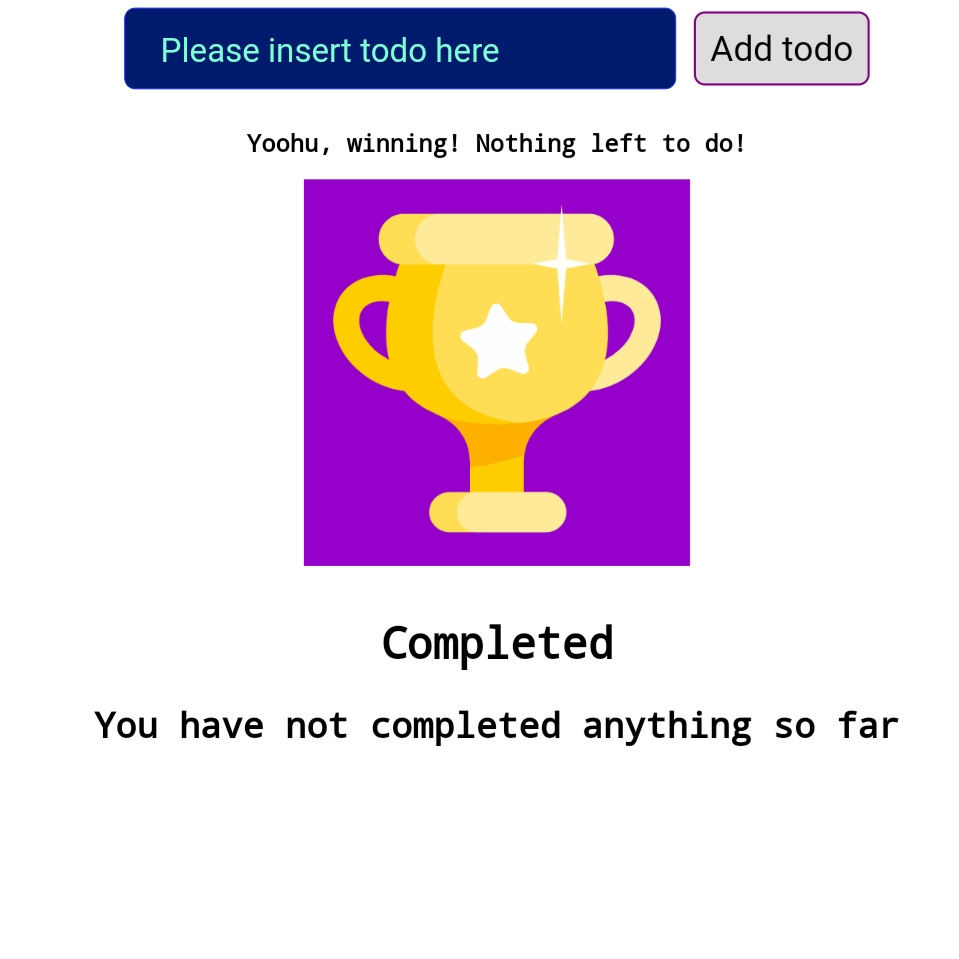 Please insert todo here
Add todo
Yoohu, winning! Nothing left to do!
Completed
You have not completed anything so far